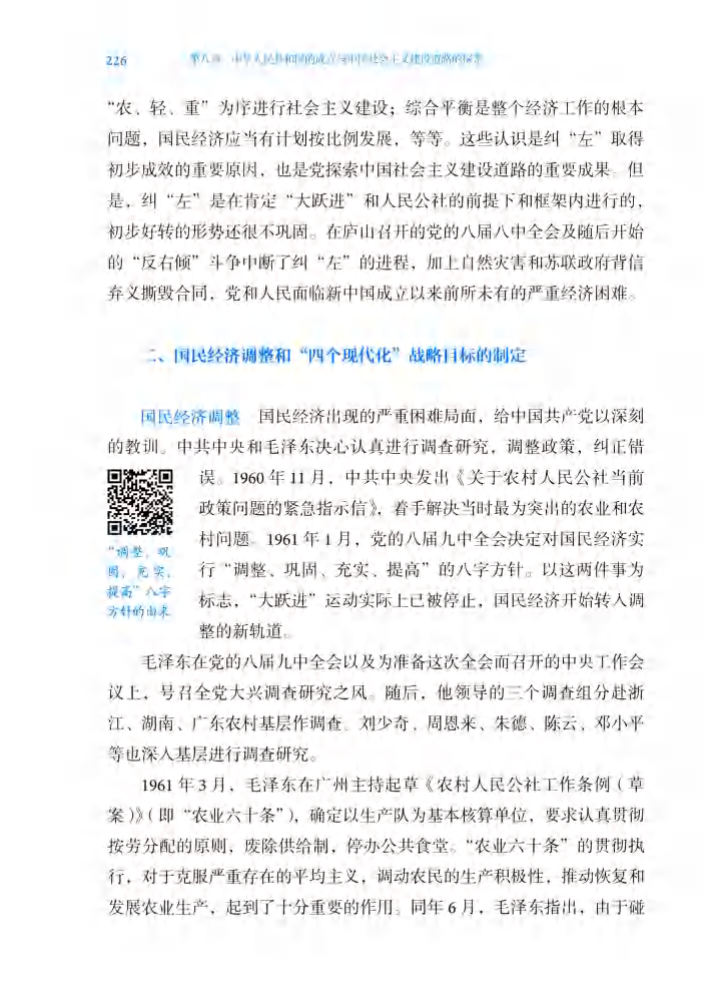 226
第八章 中华人民共和国的成立与中国社会主义建设道路的探索
“农、轻、重”为序进行社会主义建设；综合平衡是整个经济工作的根本
问题，国民经济应当有计划按比例发展，等等。这些认识是纠“左”取得
初步成效的重要原因，也是党探索中国社会主义建设道路的重要成果。但
是，纠“左”是在肯定“大跃进”和人民公社的前提下和框架内进行的，
初步好转的形势还很不巩固。在庐山召开的党的八届八中全会及随后开始
的“反右倾”斗争中断了纠“左”的进程，加上自然灾害和苏联政府背信
弃义撕毁合同，党和人民面临新中国成立以来前所未有的严重经济困难。
二、国民经济调整和“四个现代化”战略目标的制定
国民经济调整 国民经济出现的严重困难局面，给中国共产党以深刻
的教训。中共中央和毛泽东决心认真进行调查研究，调整政策，纠正错
误。1960 年 11 月，中共中央发出《关于农村人民公社当前
政策问题的紧急指示信》，着手解决当时最为突出的农业和农
村问题。1961 年 1 月，党的八届九中全会决定对国民经济实
行“调整、巩固、充实、提高”的八字方针。以这两件事为
标志，“大跃进”运动实际上已被停止，国民经济开始转入调
整的新轨道。
“调整、巩
固、充实、
提高”八字
方针的由来
毛泽东在党的八届九中全会以及为准备这次全会而召开的中央工作会
议上，号召全党大兴调查研究之风。随后，他领导的三个调查组分赴浙
江、湖南、广东农村基层作调查。刘少奇、周恩来、朱德、陈云、邓小平
等也深入基层进行调查研究。
1961 年 3 月，毛泽东在广州主持起草《农村人民公社工作条例（草
案）》（即“农业六十条”），确定以生产队为基本核算单位，要求认真贯彻
按劳分配的原则，废除供给制，停办公共食堂。“农业六十条”的贯彻执
行，对于克服严重存在的平均主义，调动农民的生产积极性，推动恢复和
发展农业生产，起到了十分重要的作用。同年 6 月，毛泽东指出，由于碰